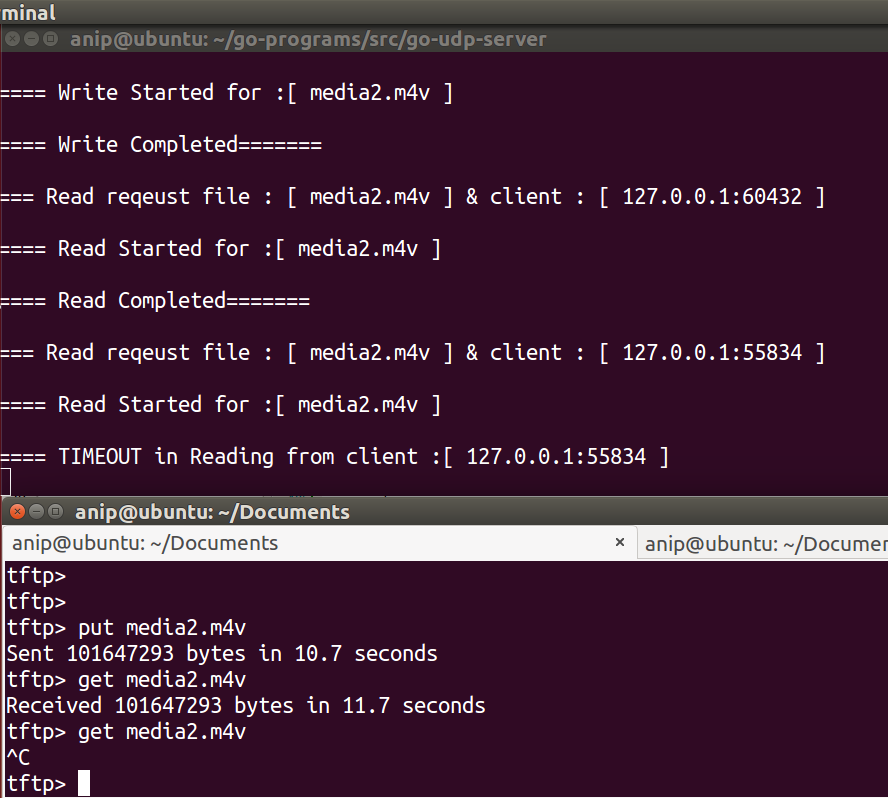 minal
anip@ubuntu: ~/go-programs/src/go-udp-server
==== Write Started for :[ media2.m4v ]
==== Write Completed=======
=== Read reqeust file : [ media2.m4v ] & client : [ 127.0.0.1:60432 ]
==== Read Started for :[ media2.m4v ]
==== Read Completed=======
=== Read reqeust file : [ media2.m4v ] & client : [ 127.0.0.1:55834 ]
==== Read Started for :[ media2.m4v ]
==== TIMEOUT in Reading from client :[ 127.0.0.1:55834 ]
anip@ubuntu: ~/Documents
anip@ubuntu: ~/Documents × anip@ubuntu: ~/Documen
tftp>
tftp>
tftp> put media2.m4v
Sent 101647293 bytes in 10.7 seconds
tftp> get media2.m4v
Received 101647293 bytes in 11.7 seconds
tftp> get media2.m4v
^C
tftp>